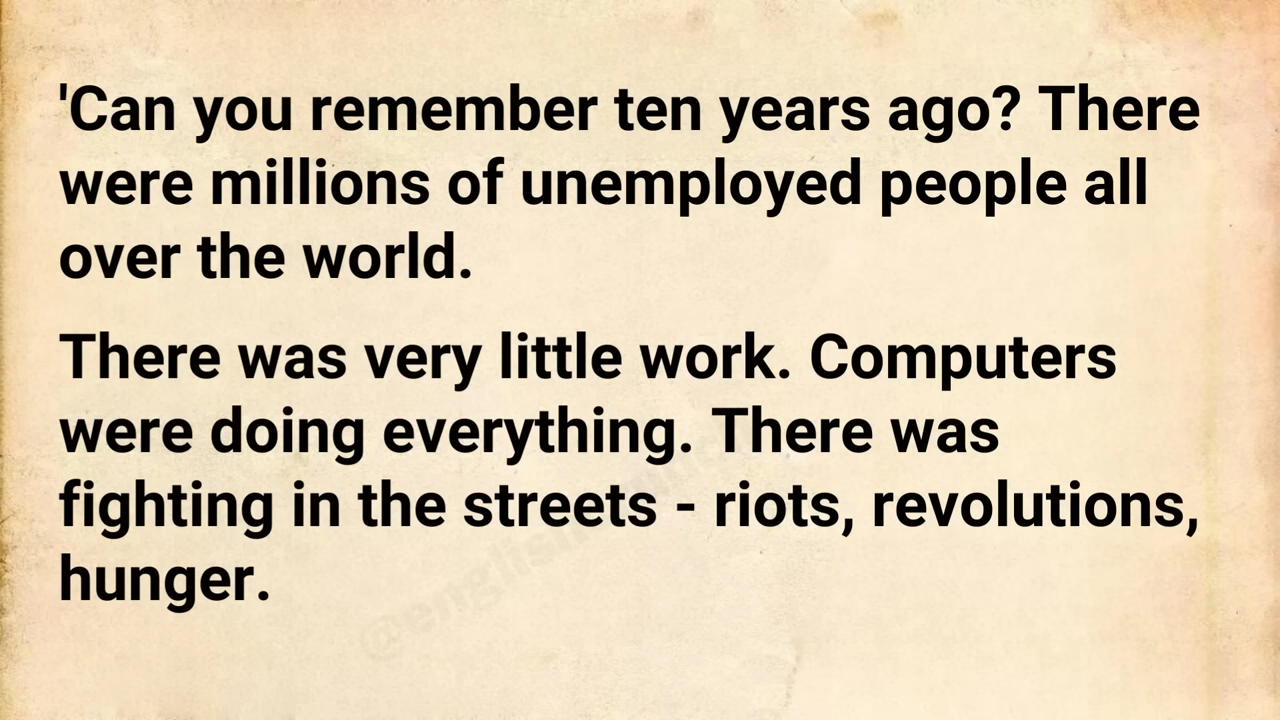 'Can you remember ten years ago? There
were millions of unemployed people all
over the world.
There was very little work. Computers
were doing everything. There was
fighting in the streets - riots, revolutions,
hunger.